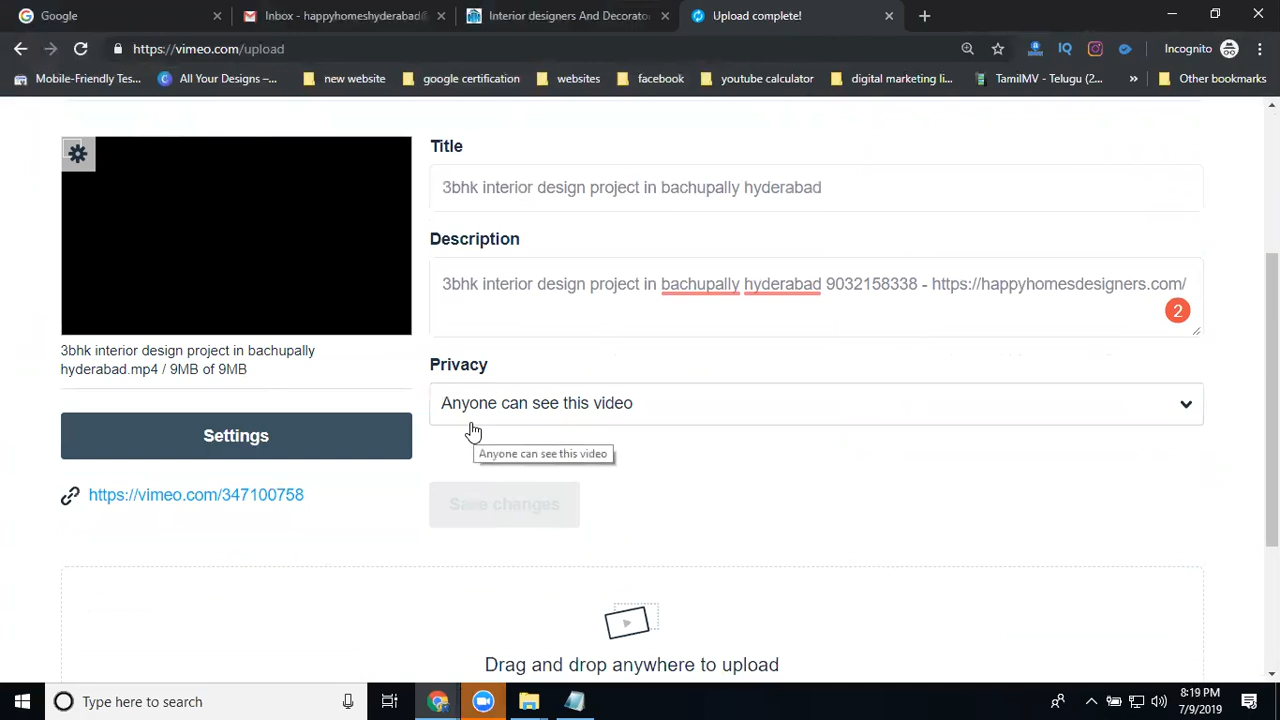 Google
Inbox - happyhomeshyderabad@
Interior designers And Decorator
Upload complete!
https://vimeo.com/upload
Incognito
Mobile-Friendly Tes...
All Your Designs –...
new website
google certification
websites
facebook
youtube calculator
digital marketing li...
TamilMV - Telugu (2...
Other bookmarks
Title
3bhk interior design project in bachupally hyderabad
Description
3bhk interior design project in bachupally hyderabad 9032158338 - https://happyhomesdesigners.com/
2
3bhk interior design project in bachupally
hyderabad.mp4 / 9MB of 9MB
Privacy
Anyone can see this video
Settings
Anyone can see this video
https://vimeo.com/347100758
Save changes
Drag and drop anywhere to upload
Type here to search
8:19 PM
7/9/2019